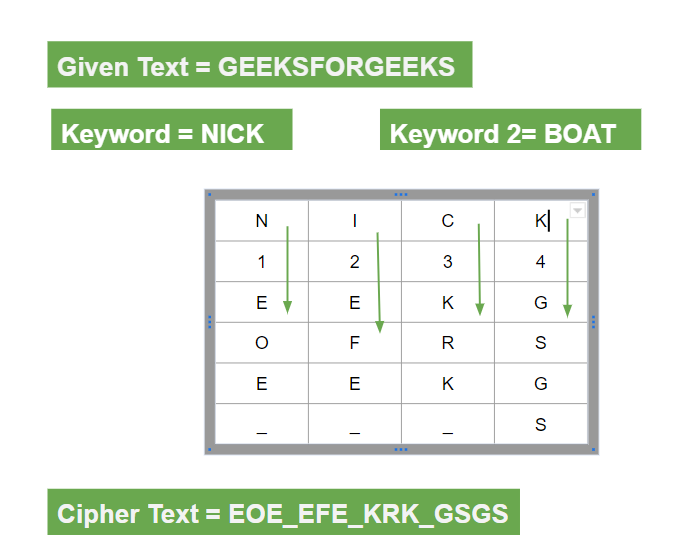 Given Text = GEEKSFORGEEKS
Keyword = NICK Keyword 2= BOAT
N I C K
1 2 3 4
E E K G
O F R S
E E K G
_ _ _ S
Cipher Text = EOE_EFE_KRK_GSGS